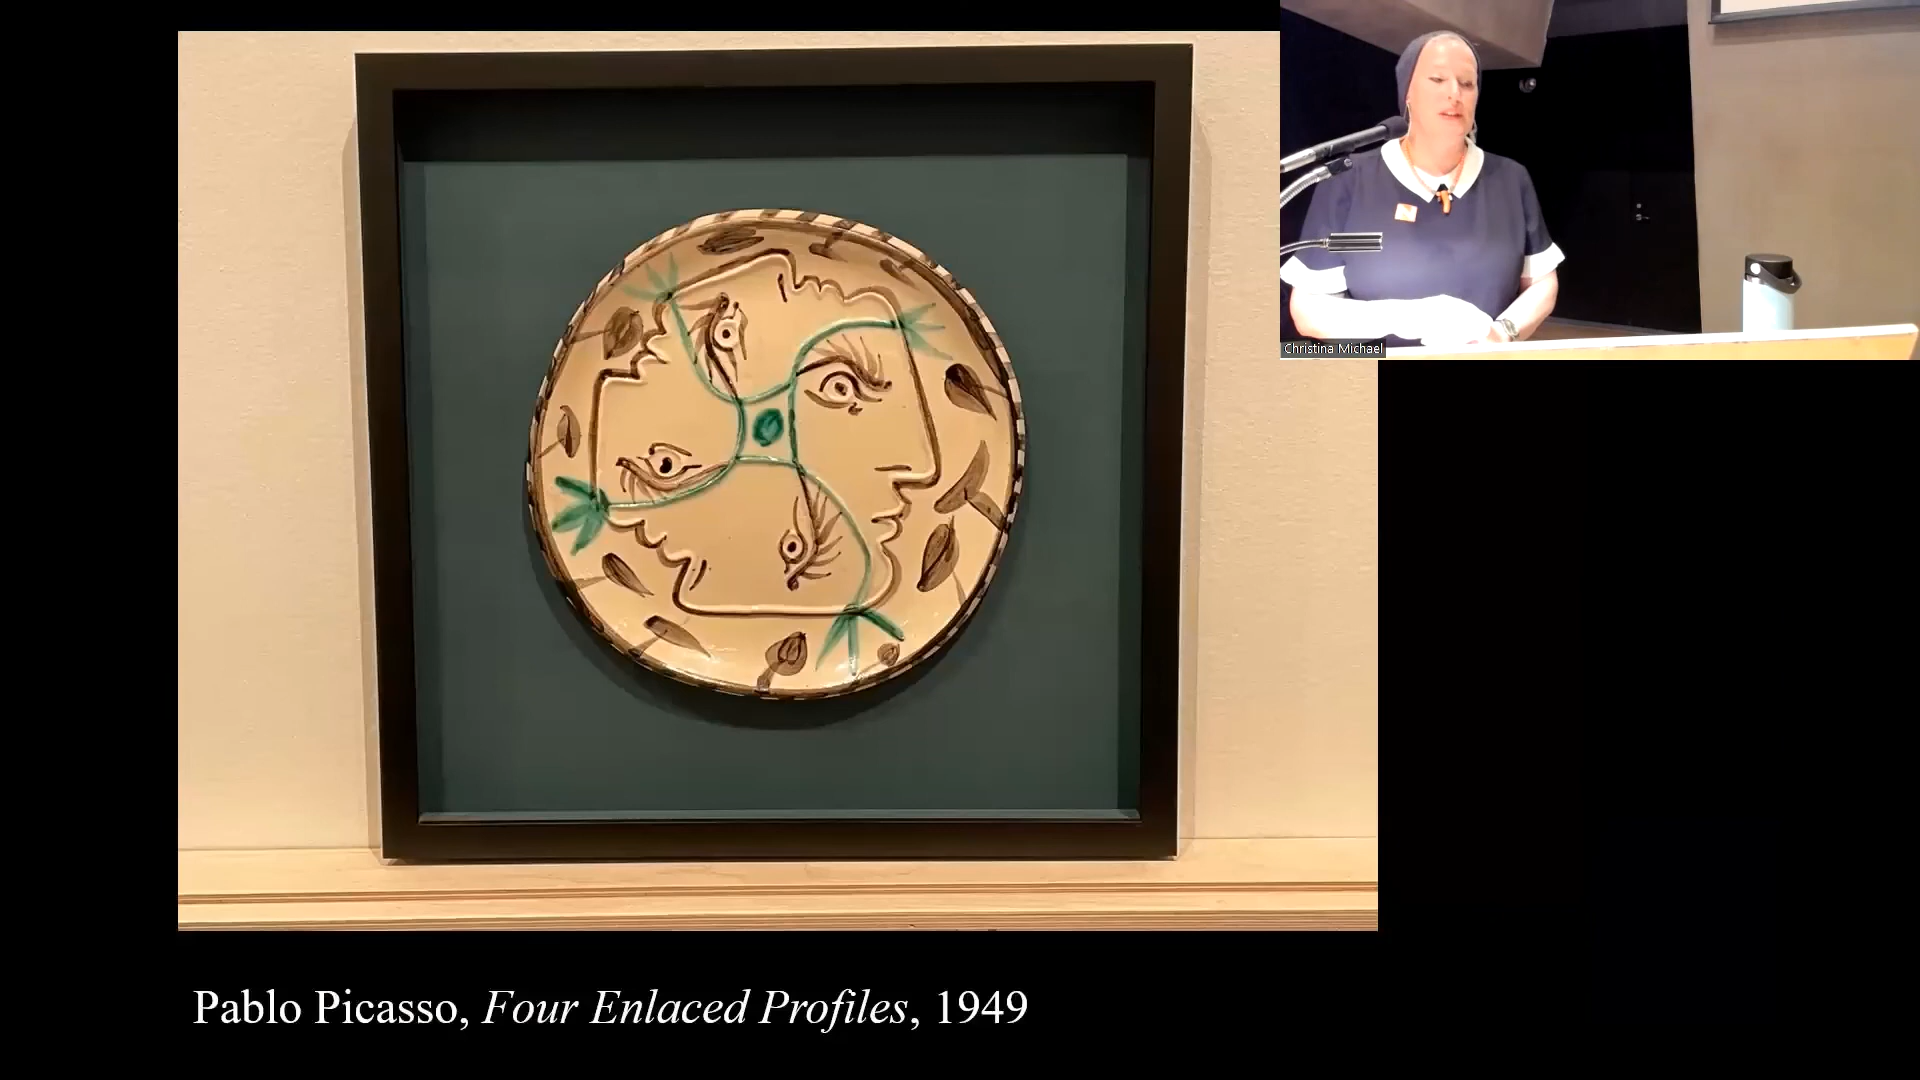 Christina Michael
Pablo Picasso, Four Enlaced Profiles, 1949